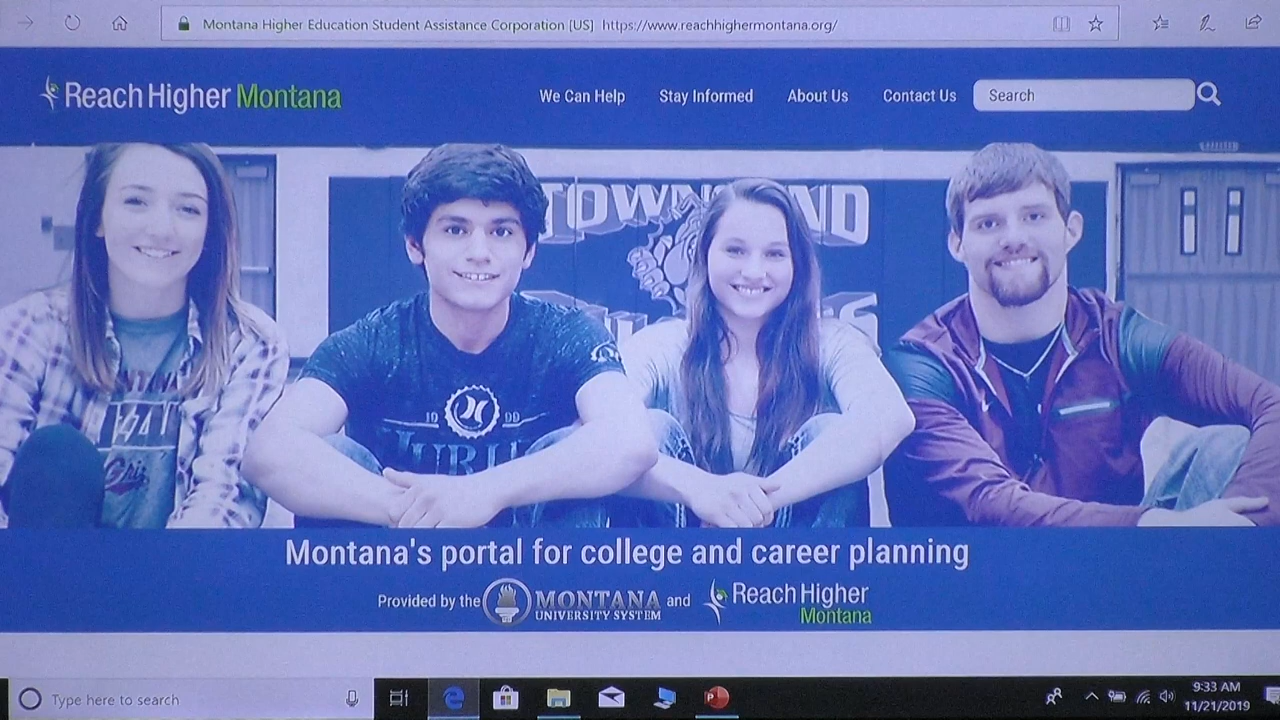 Montana Higher Education Student Assistance Corporation [US] https://www.reachhighermontana.org/
Reach Higher Montana
We Can Help Stay Informed About Us Contact Us Search
1999
Montana's portal for college and career planning
Provided by the MONTANA UNIVERSITY SYSTEM and Reach Higher Montana
Type here to search
9:33 AM
11/21/2019